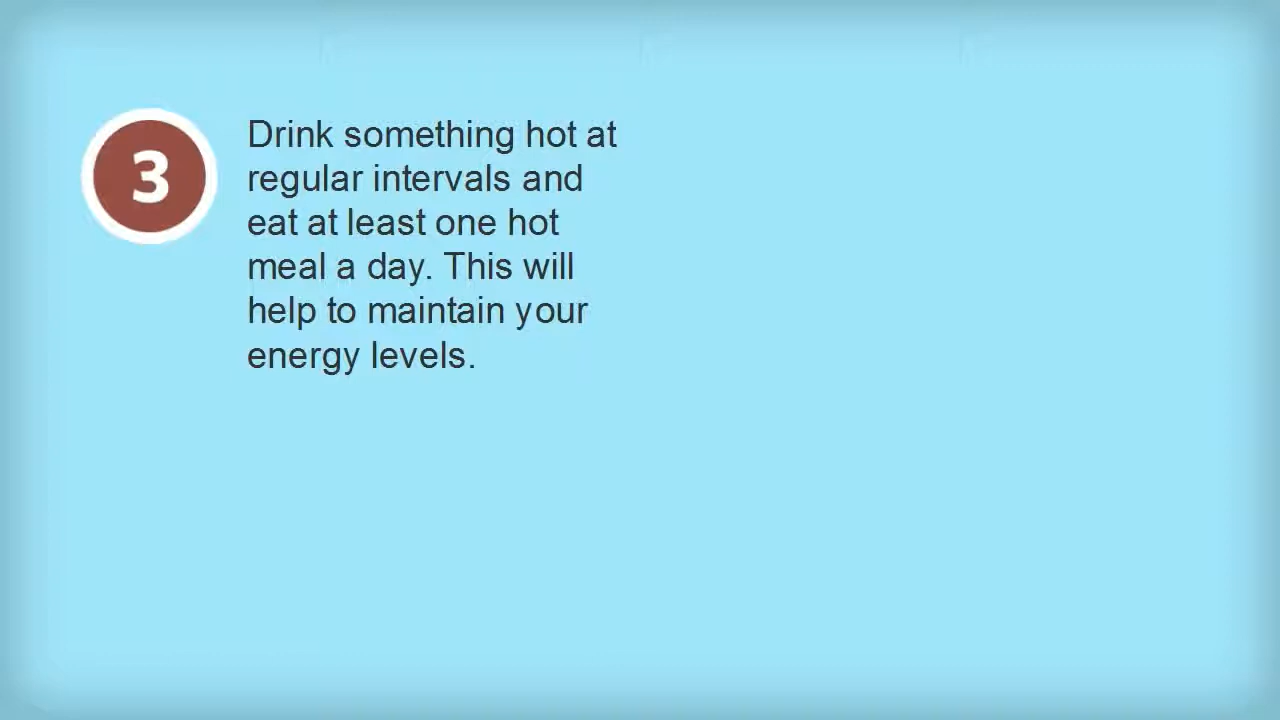 3
Drink something hot at
regular intervals and
eat at least one hot
meal a day. This will
help to maintain your
energy levels.